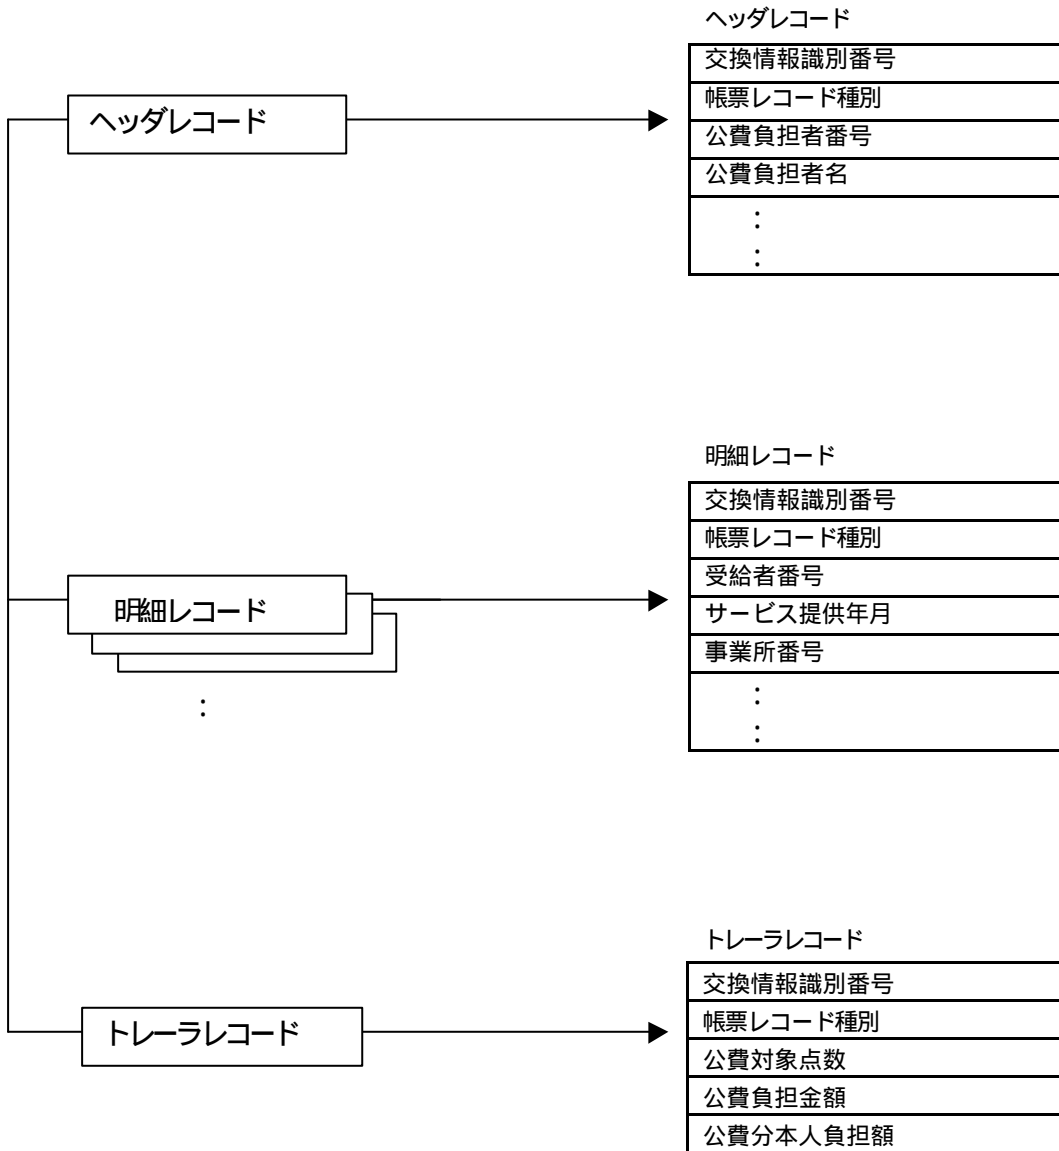 ヘッダレコード
交換情報識別番号
ヘッダレコード
帳票レコード種別
公費負担者番号
公費負担者名
：
：
明細レコード
交換情報識別番号
帳票レコード種別
受給者番号
明細レコード
サービス提供年月
事業所番号
：
：
：
トレーラレコード
交換情報識別番号
帳票レコード種別
トレーラレコード
公費対象点数
公費負担金額
公費分本人負担額